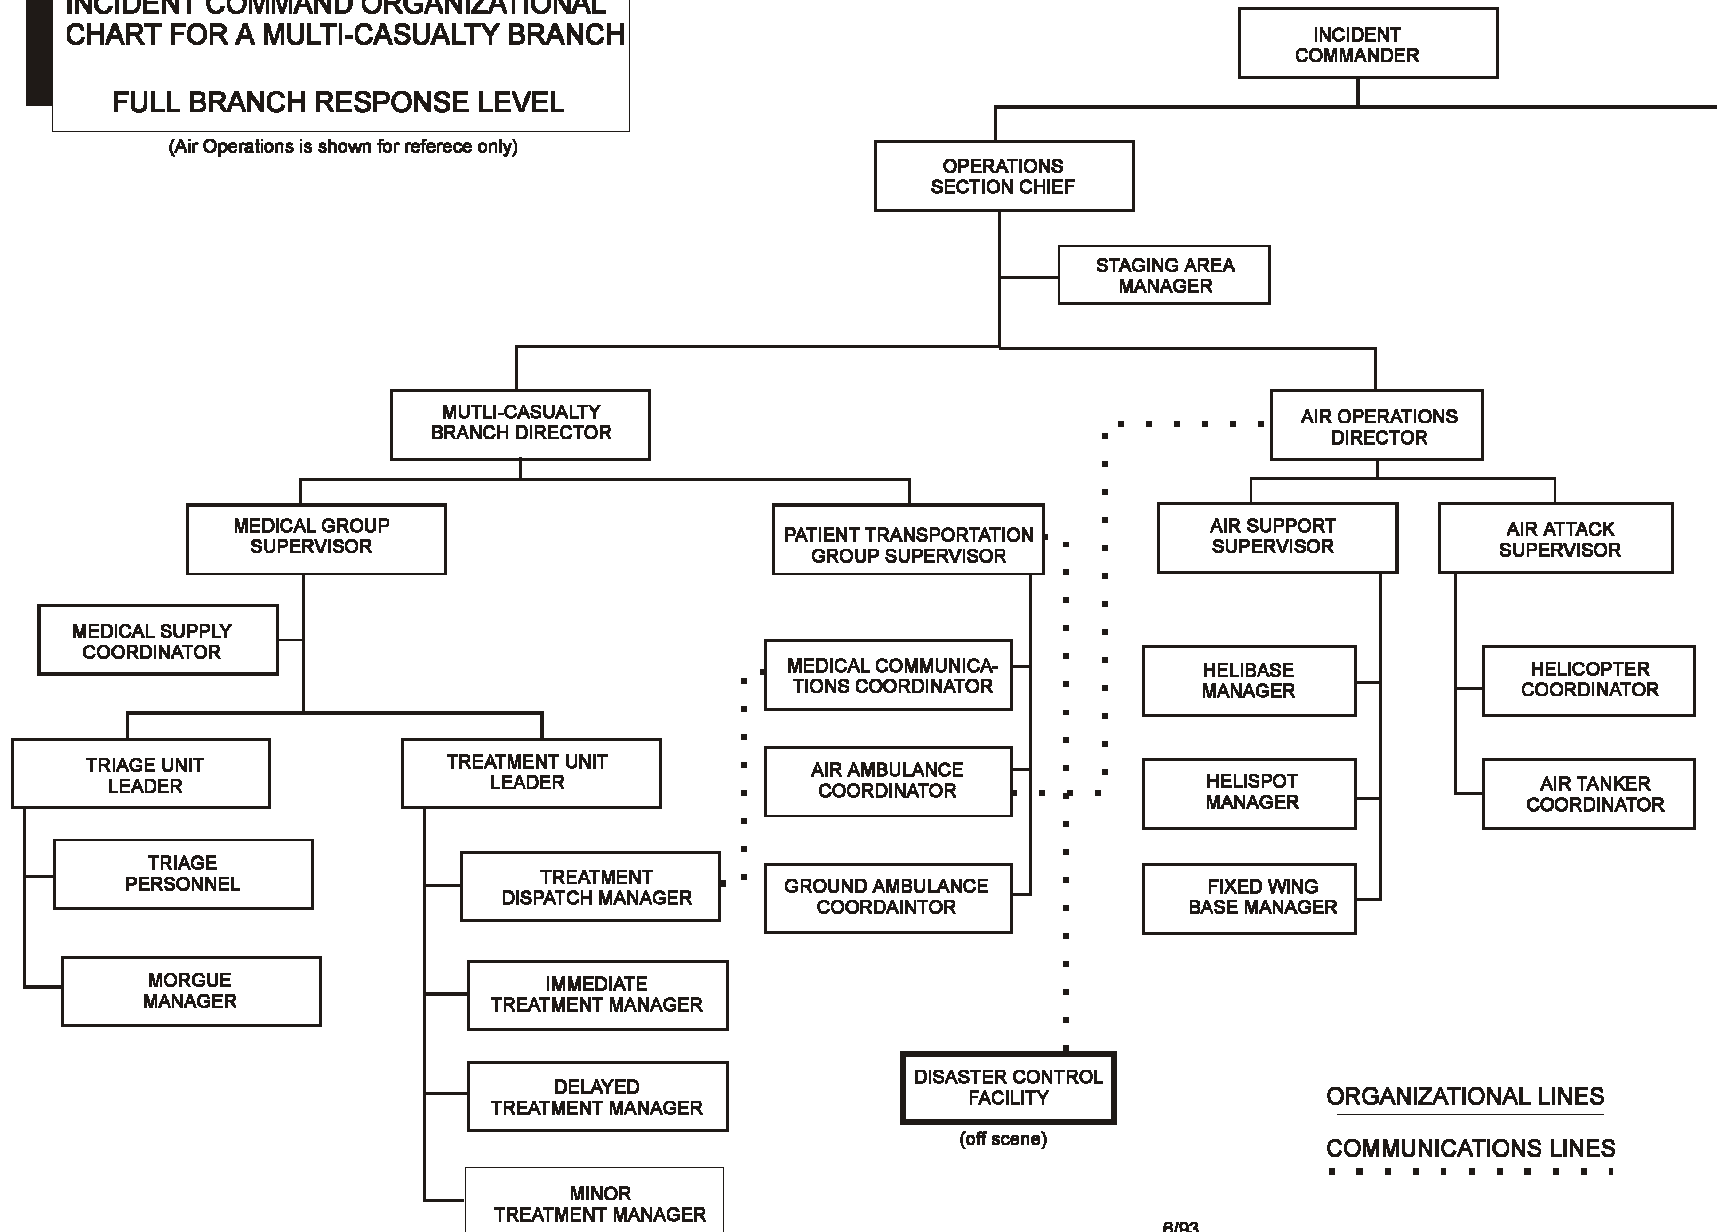 INCIDENT COMMAND ORGANIZATIONAL
CHART FOR A MULTI-CASUALTY BRANCH
FULL BRANCH RESPONSE LEVEL
(Air Operations is shown for referece only)
INCIDENT
COMMANDER
OPERATIONS
SECTION CHIEF
STAGING AREA
MANAGER
MUTLI-CASUALTY
BRANCH DIRECTOR
AIR OPERATIONS
DIRECTOR
MEDICAL GROUP
SUPERVISOR
PATIENT TRANSPORTATION
GROUP SUPERVISOR
AIR SUPPORT
SUPERVISOR
AIR ATTACK
SUPERVISOR
MEDICAL SUPPLY
COORDINATOR
MEDICAL COMMUNICA-
TIONS COORDINATOR
HELIBASE
MANAGER
HELICOPTER
COORDINATOR
TRIAGE UNIT
LEADER
TREATMENT UNIT
LEADER
AIR AMBULANCE
COORDINATOR
HELISPOT
MANAGER
AIR TANKER
COORDINATOR
TRIAGE
PERSONNEL
TREATMENT
DISPATCH MANAGER
GROUND AMBULANCE
COORDAINTOR
FIXED WING
BASE MANAGER
MORGUE
MANAGER
IMMEDIATE
TREATMENT MANAGER
DELAYED
TREATMENT MANAGER
DISASTER CONTROL
FACILITY
(off scene)
ORGANIZATIONAL LINES
COMMUNICATIONS LINES
MINOR
TREATMENT MANAGER
6/93